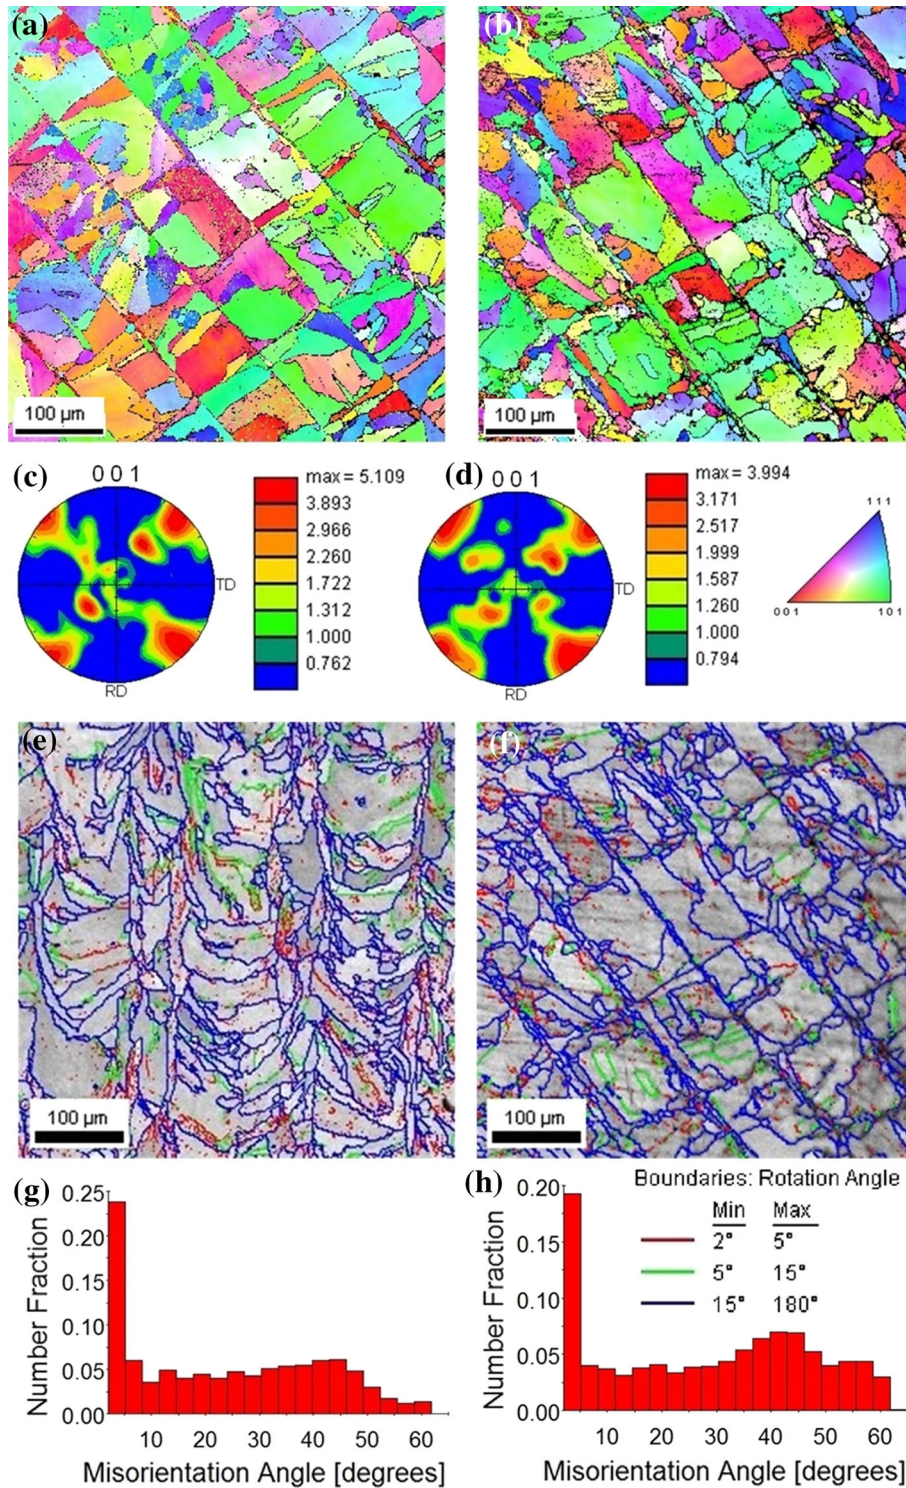 (a)
(b)
100 µm
100 µm
(c)
0 0 1
TD
RD
max = 5.109
3.893
2.966
2.260
1.722
1.312
1.000
0.762
(d)
0 0 1
TD
RD
max = 3.994
3.171
2.517
1.999
1.587
1.260
1.000
0.794
1 1 1
0 0 1
1 0 1
(e)
(f)
100 µm
100 µm
(g)
Number Fraction
0.25
0.20
0.15
0.10
0.05
0.00
10 20 30 40 50 60
Misorientation Angle [degrees]
(h)
Boundaries: Rotation Angle
Min Max
2° 5°
5° 15°
15° 180°
Number Fraction
0.20
0.15
0.10
0.05
0.00
10 20 30 40 50 60
Misorientation Angle [degrees]